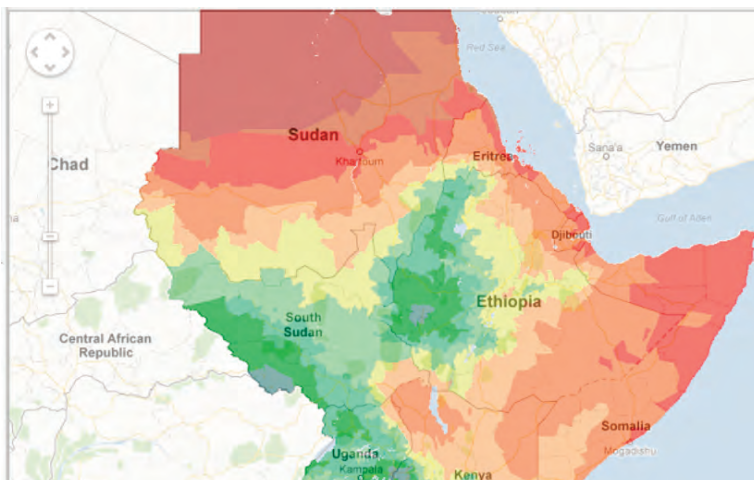 Red Sea
Sudan
Chad
Khartoum
Eritrea
Sana'a
Yemen
Gulf of Aden
Djibouti
Ethiopia
South
Sudan
Central African
Republic
Somalia
Mogadishu
Uganda
Kampala
Kenya